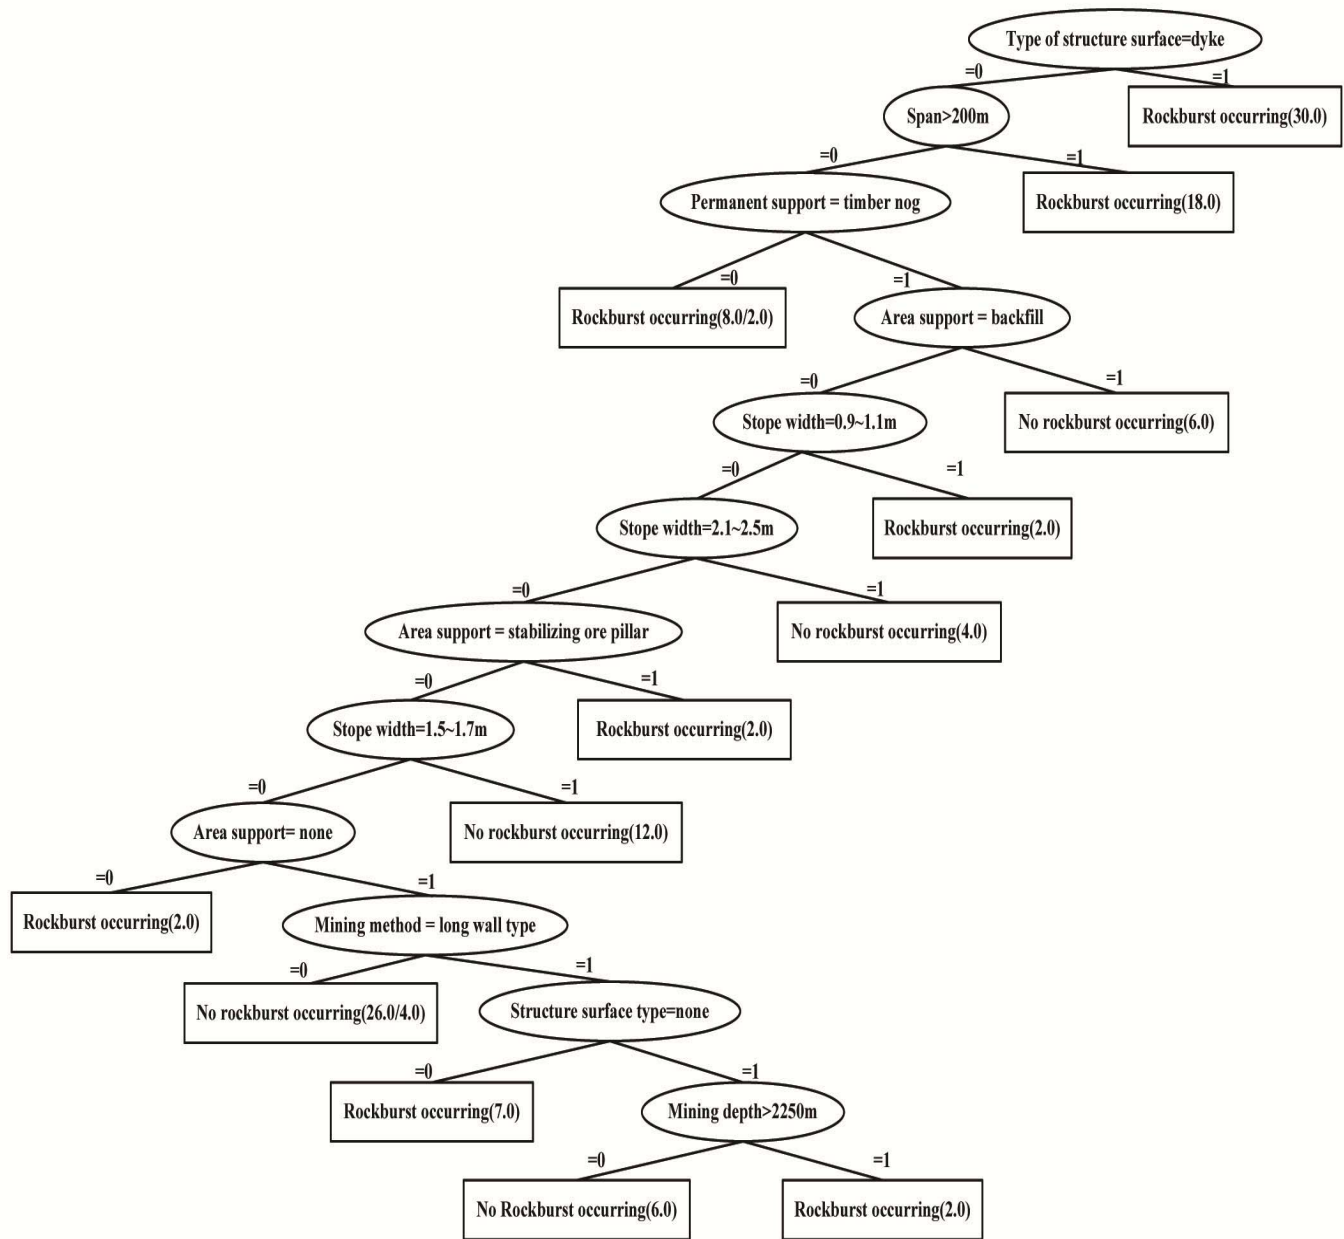 Type of structure surface=dyke
=0
=1
Span>200m
Rockburst occurring(30.0)
=0
=1
Permanent support = timber nog
Rockburst occurring(18.0)
=0
=1
Rockburst occurring(8.0/2.0)
Area support = backfill
=0
=1
Stope width=0.9~1.1m
No rockburst occurring(6.0)
=0
=1
Stope width=2.1~2.5m
Rockburst occurring(2.0)
=0
=1
Area support = stabilizing ore pillar
No rockburst occurring(4.0)
=0
=1
Stope width=1.5~1.7m
Rockburst occurring(2.0)
=0
=1
Area support= none
No rockburst occurring(12.0)
=0
=1
Rockburst occurring(2.0)
Mining method = long wall type
=0
=1
No rockburst occurring(26.0/4.0)
Structure surface type=none
=0
=1
Rockburst occurring(7.0)
Mining depth>2250m
=0
=1
No Rockburst occurring(6.0)
Rockburst occurring(2.0)